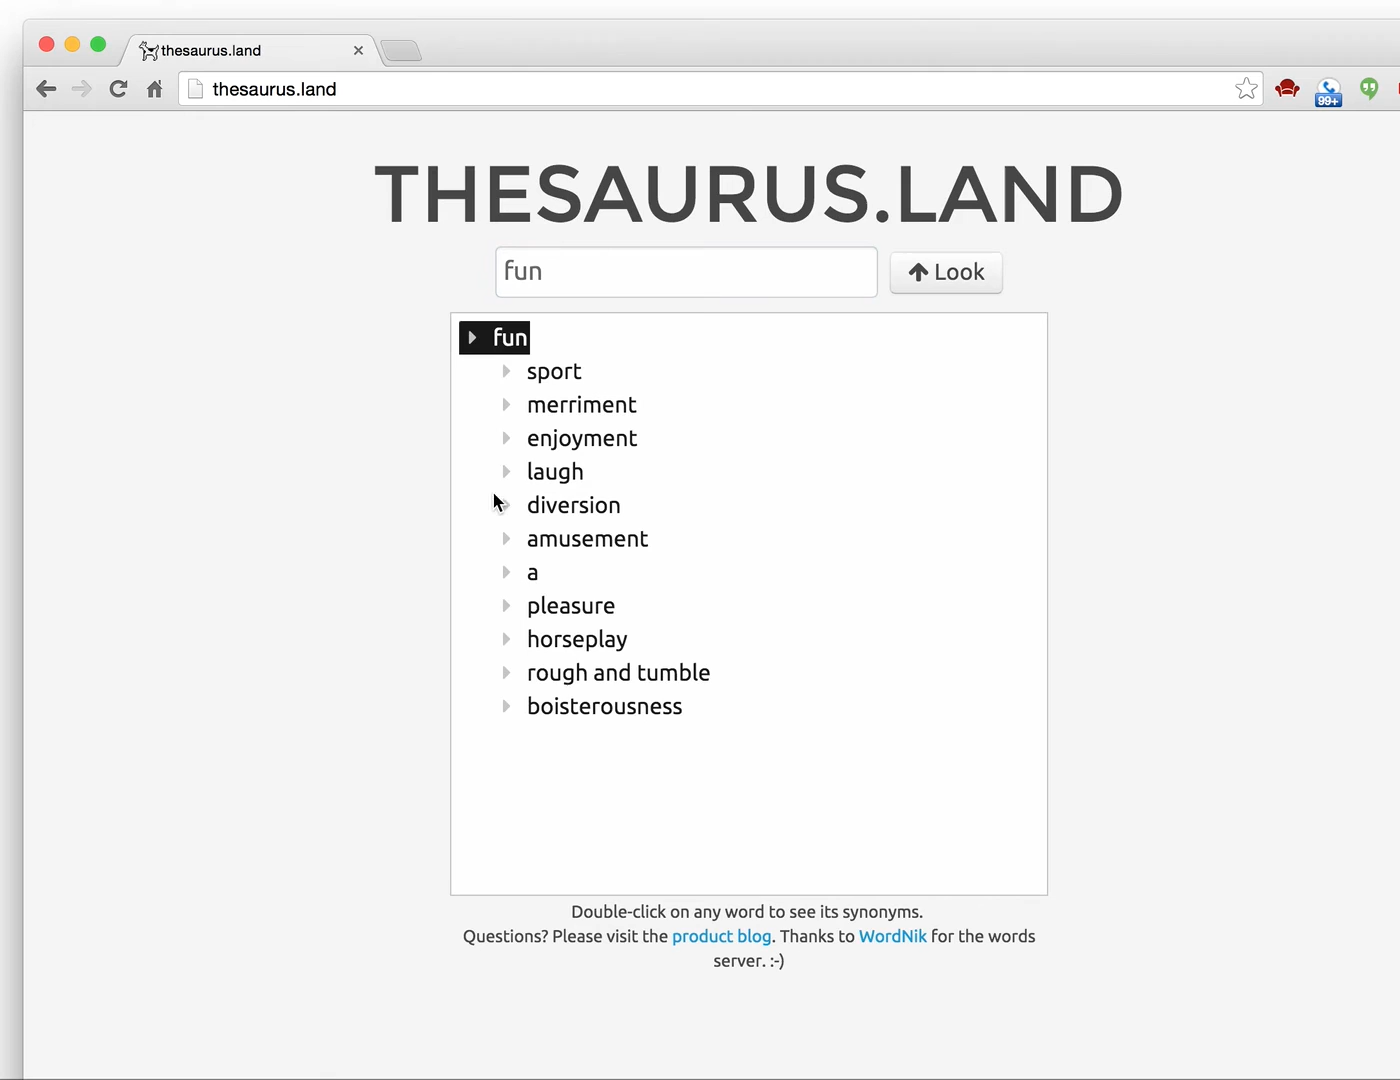 thesaurus.land
thesaurus.land
99+
THESAURUS.LAND
fun
Look
fun
sport
merriment
enjoyment
laugh
diversion
amusement
a
pleasure
horseplay
rough and tumble
boisterousness
Double-click on any word to see its synonyms.
Questions? Please visit the product blog. Thanks to WordNik for the words
server. :-)